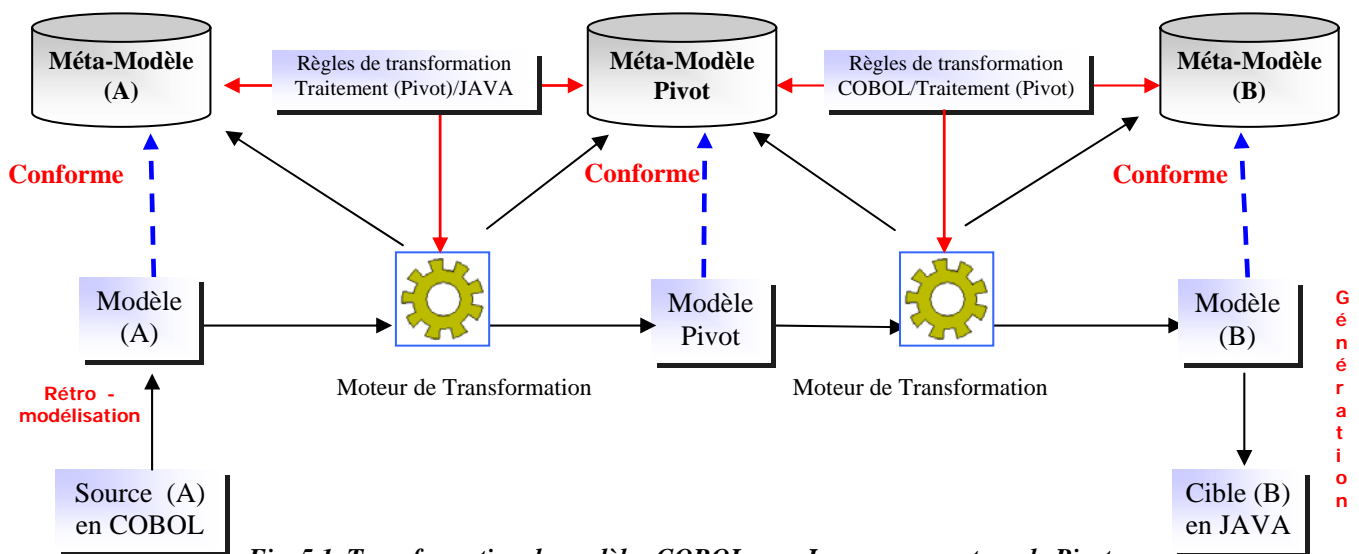 Méta-Modèle
(A)
Règles de transformation
Traitement (Pivot)/JAVA
Méta-Modèle
Pivot
Règles de transformation
COBOL/Traitement (Pivot)
Méta-Modèle
(B)
Conforme
Conforme
Conforme
Modèle
(A)
Modèle
Pivot
Modèle
(B)
Moteur de Transformation
Moteur de Transformation
Rétro -
modélisation
Génération
Source (A)
en COBOL
Cible (B)
en JAVA